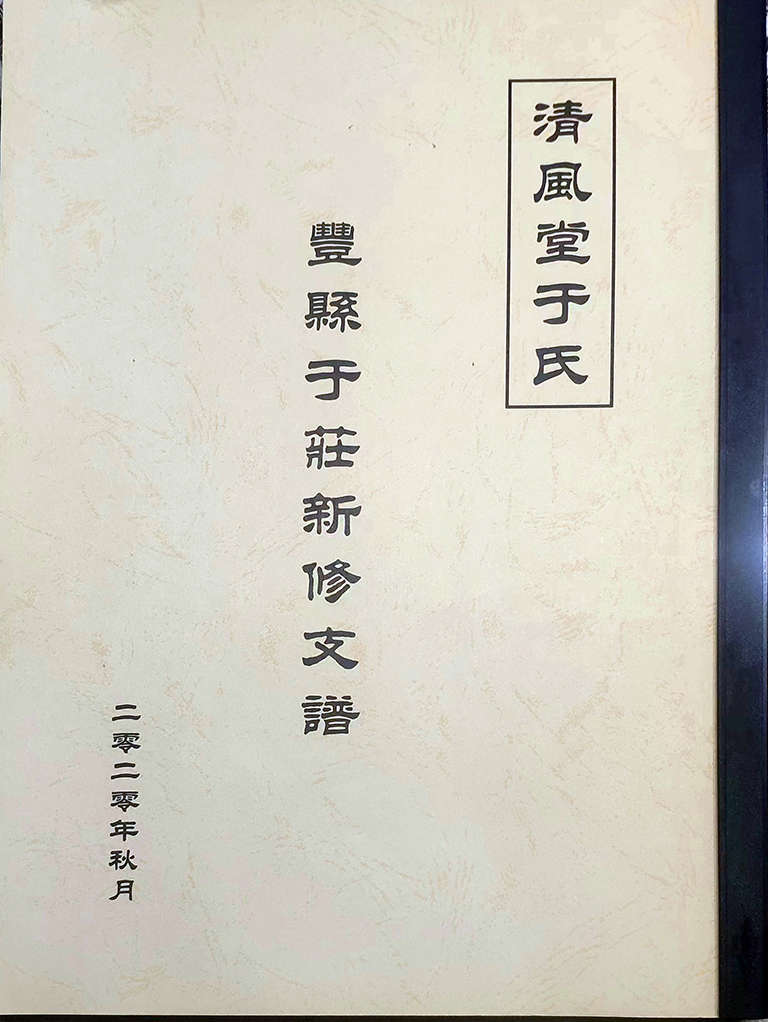 清風堂于氏
豐縣于莊新修支譜
二零二零年秋月